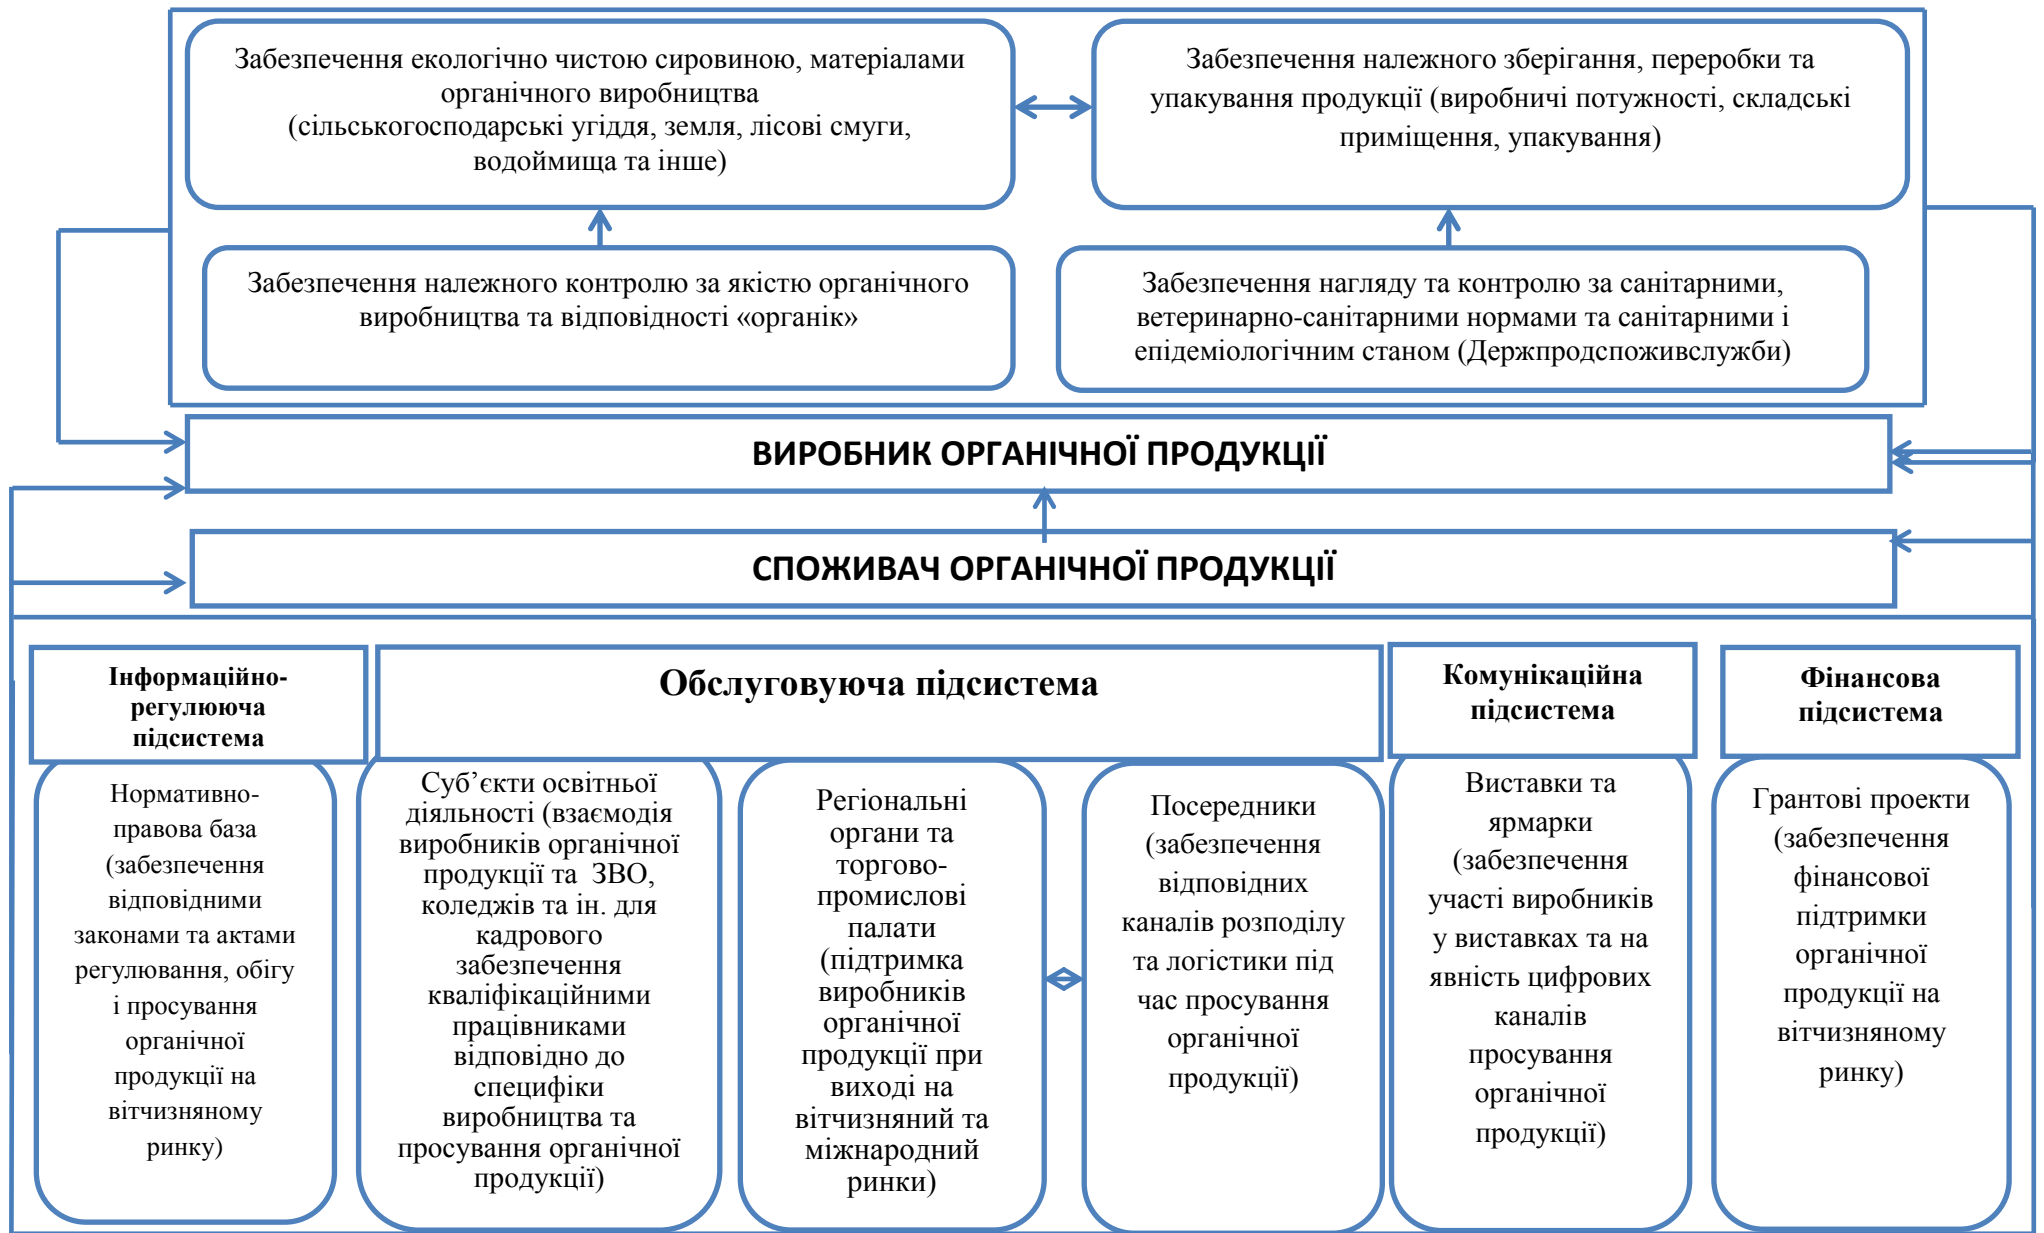 Забезпечення екологічно чистою сировиною, матеріалами
органічного виробництва
(сільськогосподарські угіддя, земля, лісові смуги,
водоймища та інше)
Забезпечення належного зберігання, переробки та
упакування продукції (виробничі потужності, складські
приміщення, упакування)
Забезпечення належного контролю за якістю органічного
виробництва та відповідності «органік»
Забезпечення нагляду та контролю за санітарними,
ветеринарно-санітарними нормами та санітарними і
епідеміологічним станом (Держпродспоживслужби)
ВИРОБНИК ОРГАНІЧНОЇ ПРОДУКЦІЇ
СПОЖИВАЧ ОРГАНІЧНОЇ ПРОДУКЦІЇ
Інформаційно-
регулююча
підсистема
Обслуговуюча підсистема
Комунікаційна
підсистема
Фінансова
підсистема
Нормативно-
правова база
(забезпечення
відповідними
законами та актами
регулювання, обігу
і просування
органічної
продукції на
вітчизняному
ринку)
Суб’єкти освітньої
діяльності (взаємодія
виробників органічної
продукції та ЗВО,
коледжів та ін. для
кадрового
забезпечення
кваліфікаційними
працівниками
відповідно до
специфіки
виробництва та
просування органічної
продукції)
Регіональні
органи та
торгово-
промислові
палати
(підтримка
виробників
органічної
продукції при
виході на
вітчизняний та
міжнародний
ринки)
Посередники
(забезпечення
відповідних
каналів розподілу
та логістики під
час просування
органічної
продукції)
Виставки та
ярмарки
(забезпечення
участі виробників
у виставках та на
явність цифрових
каналів
просування
органічної
продукції)
Грантові проекти
(забезпечення
фінансової
підтримки
органічної
продукції на
вітчизняному
ринку)